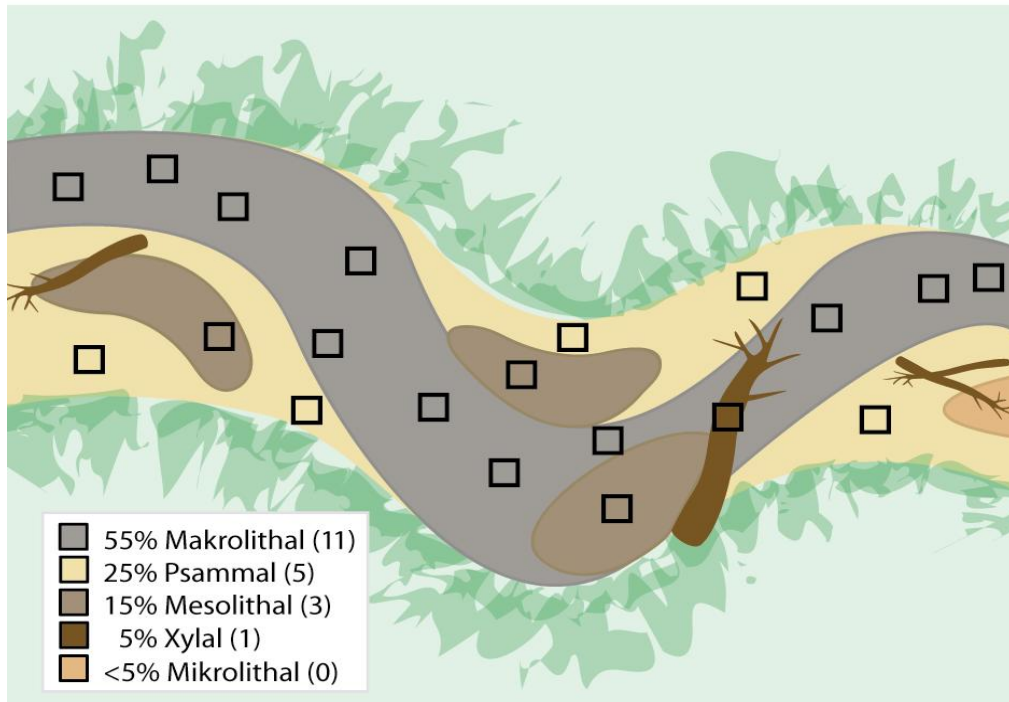 55% Makrolithal (11)
25% Psammal (5)
15% Mesolithal (3)
5% Xylal (1)
<5% Mikrolithal (0)